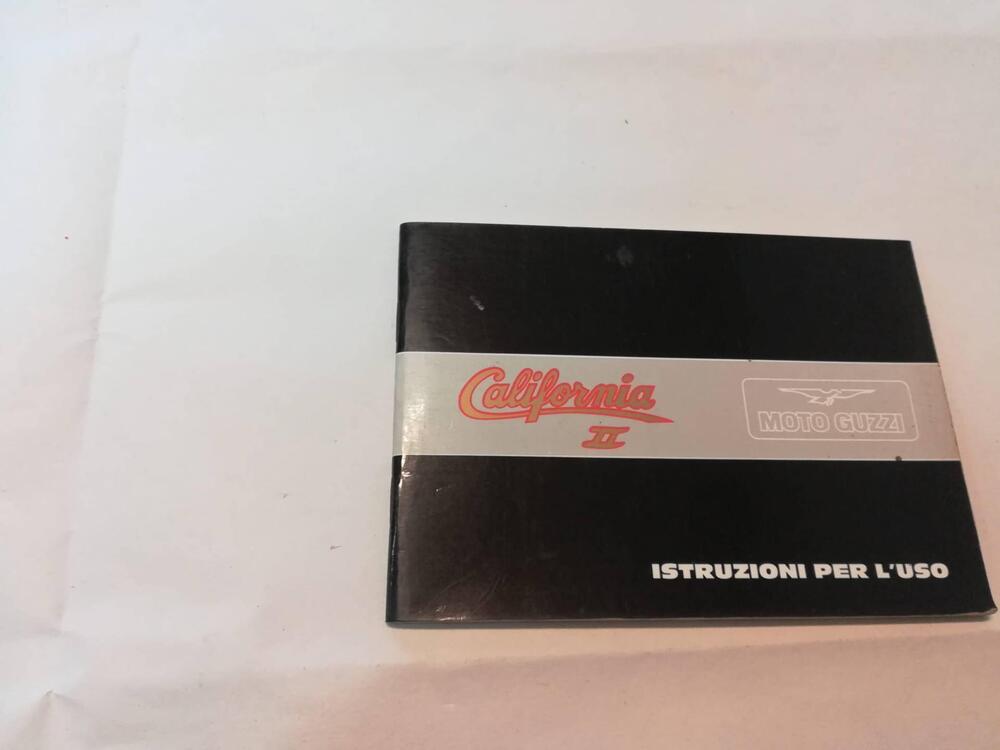 California
II
MOTO GUZZI
ISTRUZIONI PER L'USO